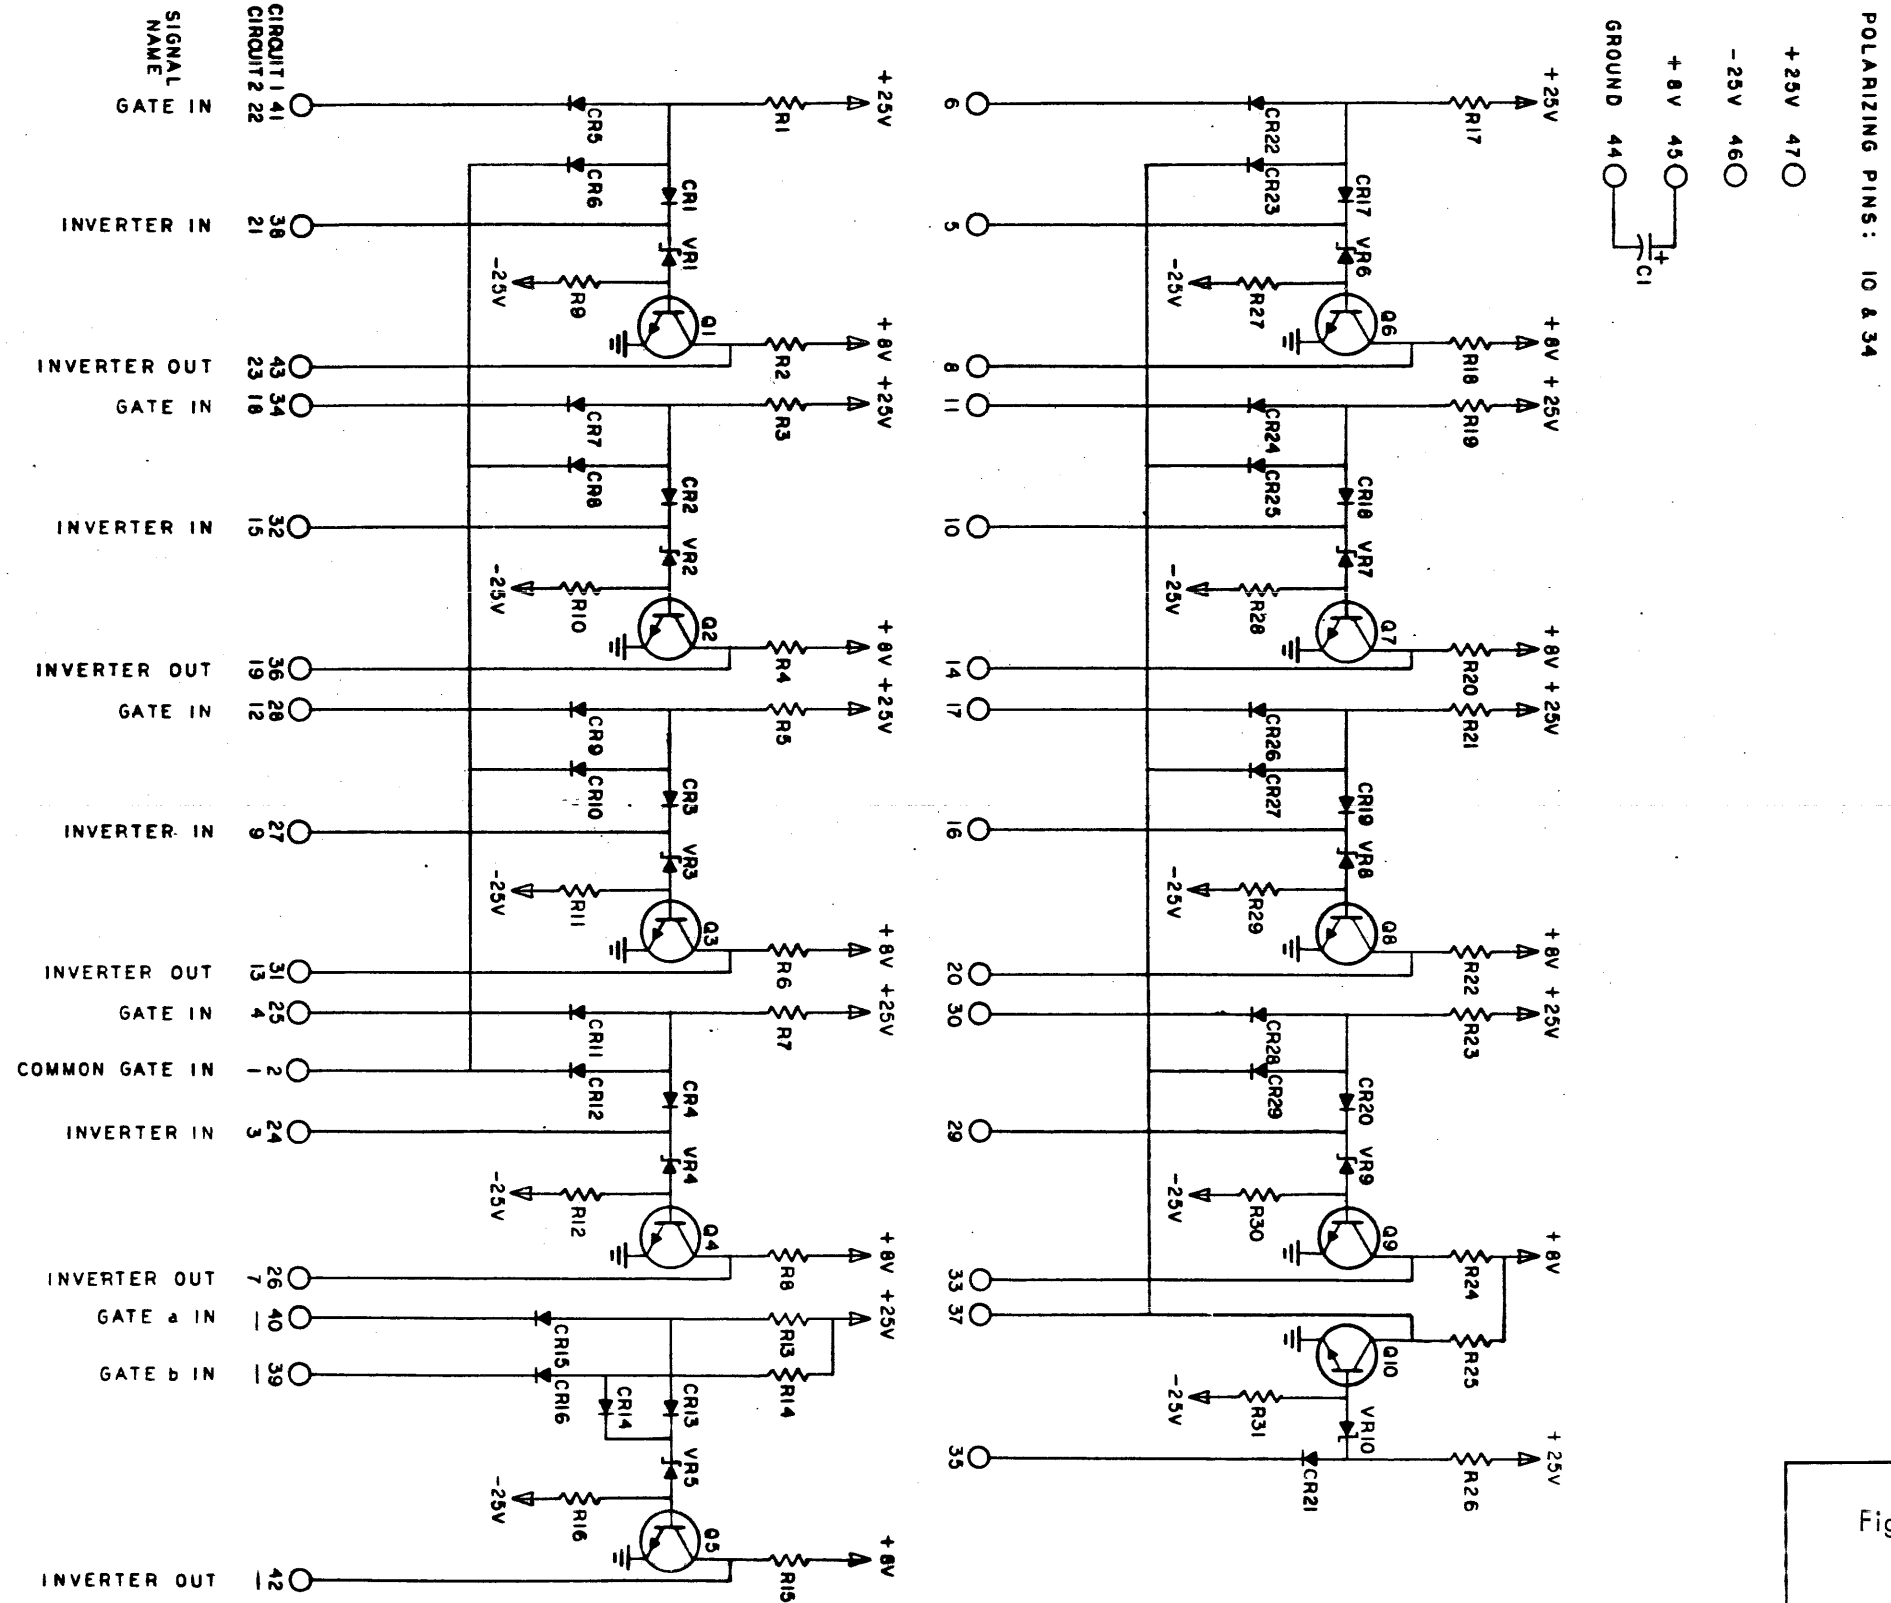 POLARIZING PINS: 10 & 34
+25V 47
-25V 46
+8V 45
GROUND 44
C1
+
SIGNAL NAME
CIRCUIT 1
CIRCUIT 2
GATE IN 41 22
CR5
R1
+25V
CR6
CR1
INVERTER IN 38 21
VR1
-25V
R9
Q1
INVERTER OUT 43 23
R2
+8V
GATE IN 34 18
CR7
R3
+25V
CR8
CR2
INVERTER IN 32 15
VR2
-25V
R10
Q2
INVERTER OUT 36 19
R4
+8V
GATE IN 28 12
CR9
R5
+25V
CR10
CR3
INVERTER IN 27 9
VR3
-25V
R11
Q3
INVERTER OUT 31 13
R6
+8V
GATE IN 25 4
CR11
R7
+25V
COMMON GATE IN 2 1
CR12
CR4
INVERTER IN 24 3
VR4
-25V
R12
Q4
INVERTER OUT 26 7
R8
+8V
GATE a IN 40 —
CR15
R13
+25V
GATE b IN 39 —
CR16
R14
CR14
CR13
VR5
-25V
R16
Q5
INVERTER OUT 42 —
R15
+8V
6
CR22
R17
+25V
CR23
CR17
5
VR6
-25V
R27
Q6
8
R18
+8V
11
CR24
R19
+25V
CR25
CR18
10
VR7
-25V
R28
Q7
14
R20
+8V
17
CR26
R21
+25V
CR27
CR19
16
VR8
-25V
R29
Q8
20
R22
+8V
30
CR28
R23
+25V
CR29
CR20
29
VR9
-25V
R30
Q9
33
R24
+8V
37
R25
Q10
-25V
R31
VR10
35
CR21
R26
+25V
Fig